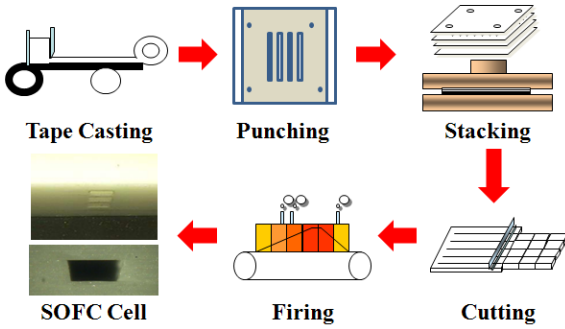 Tape Casting
Punching
Stacking
SOFC Cell
Firing
Cutting